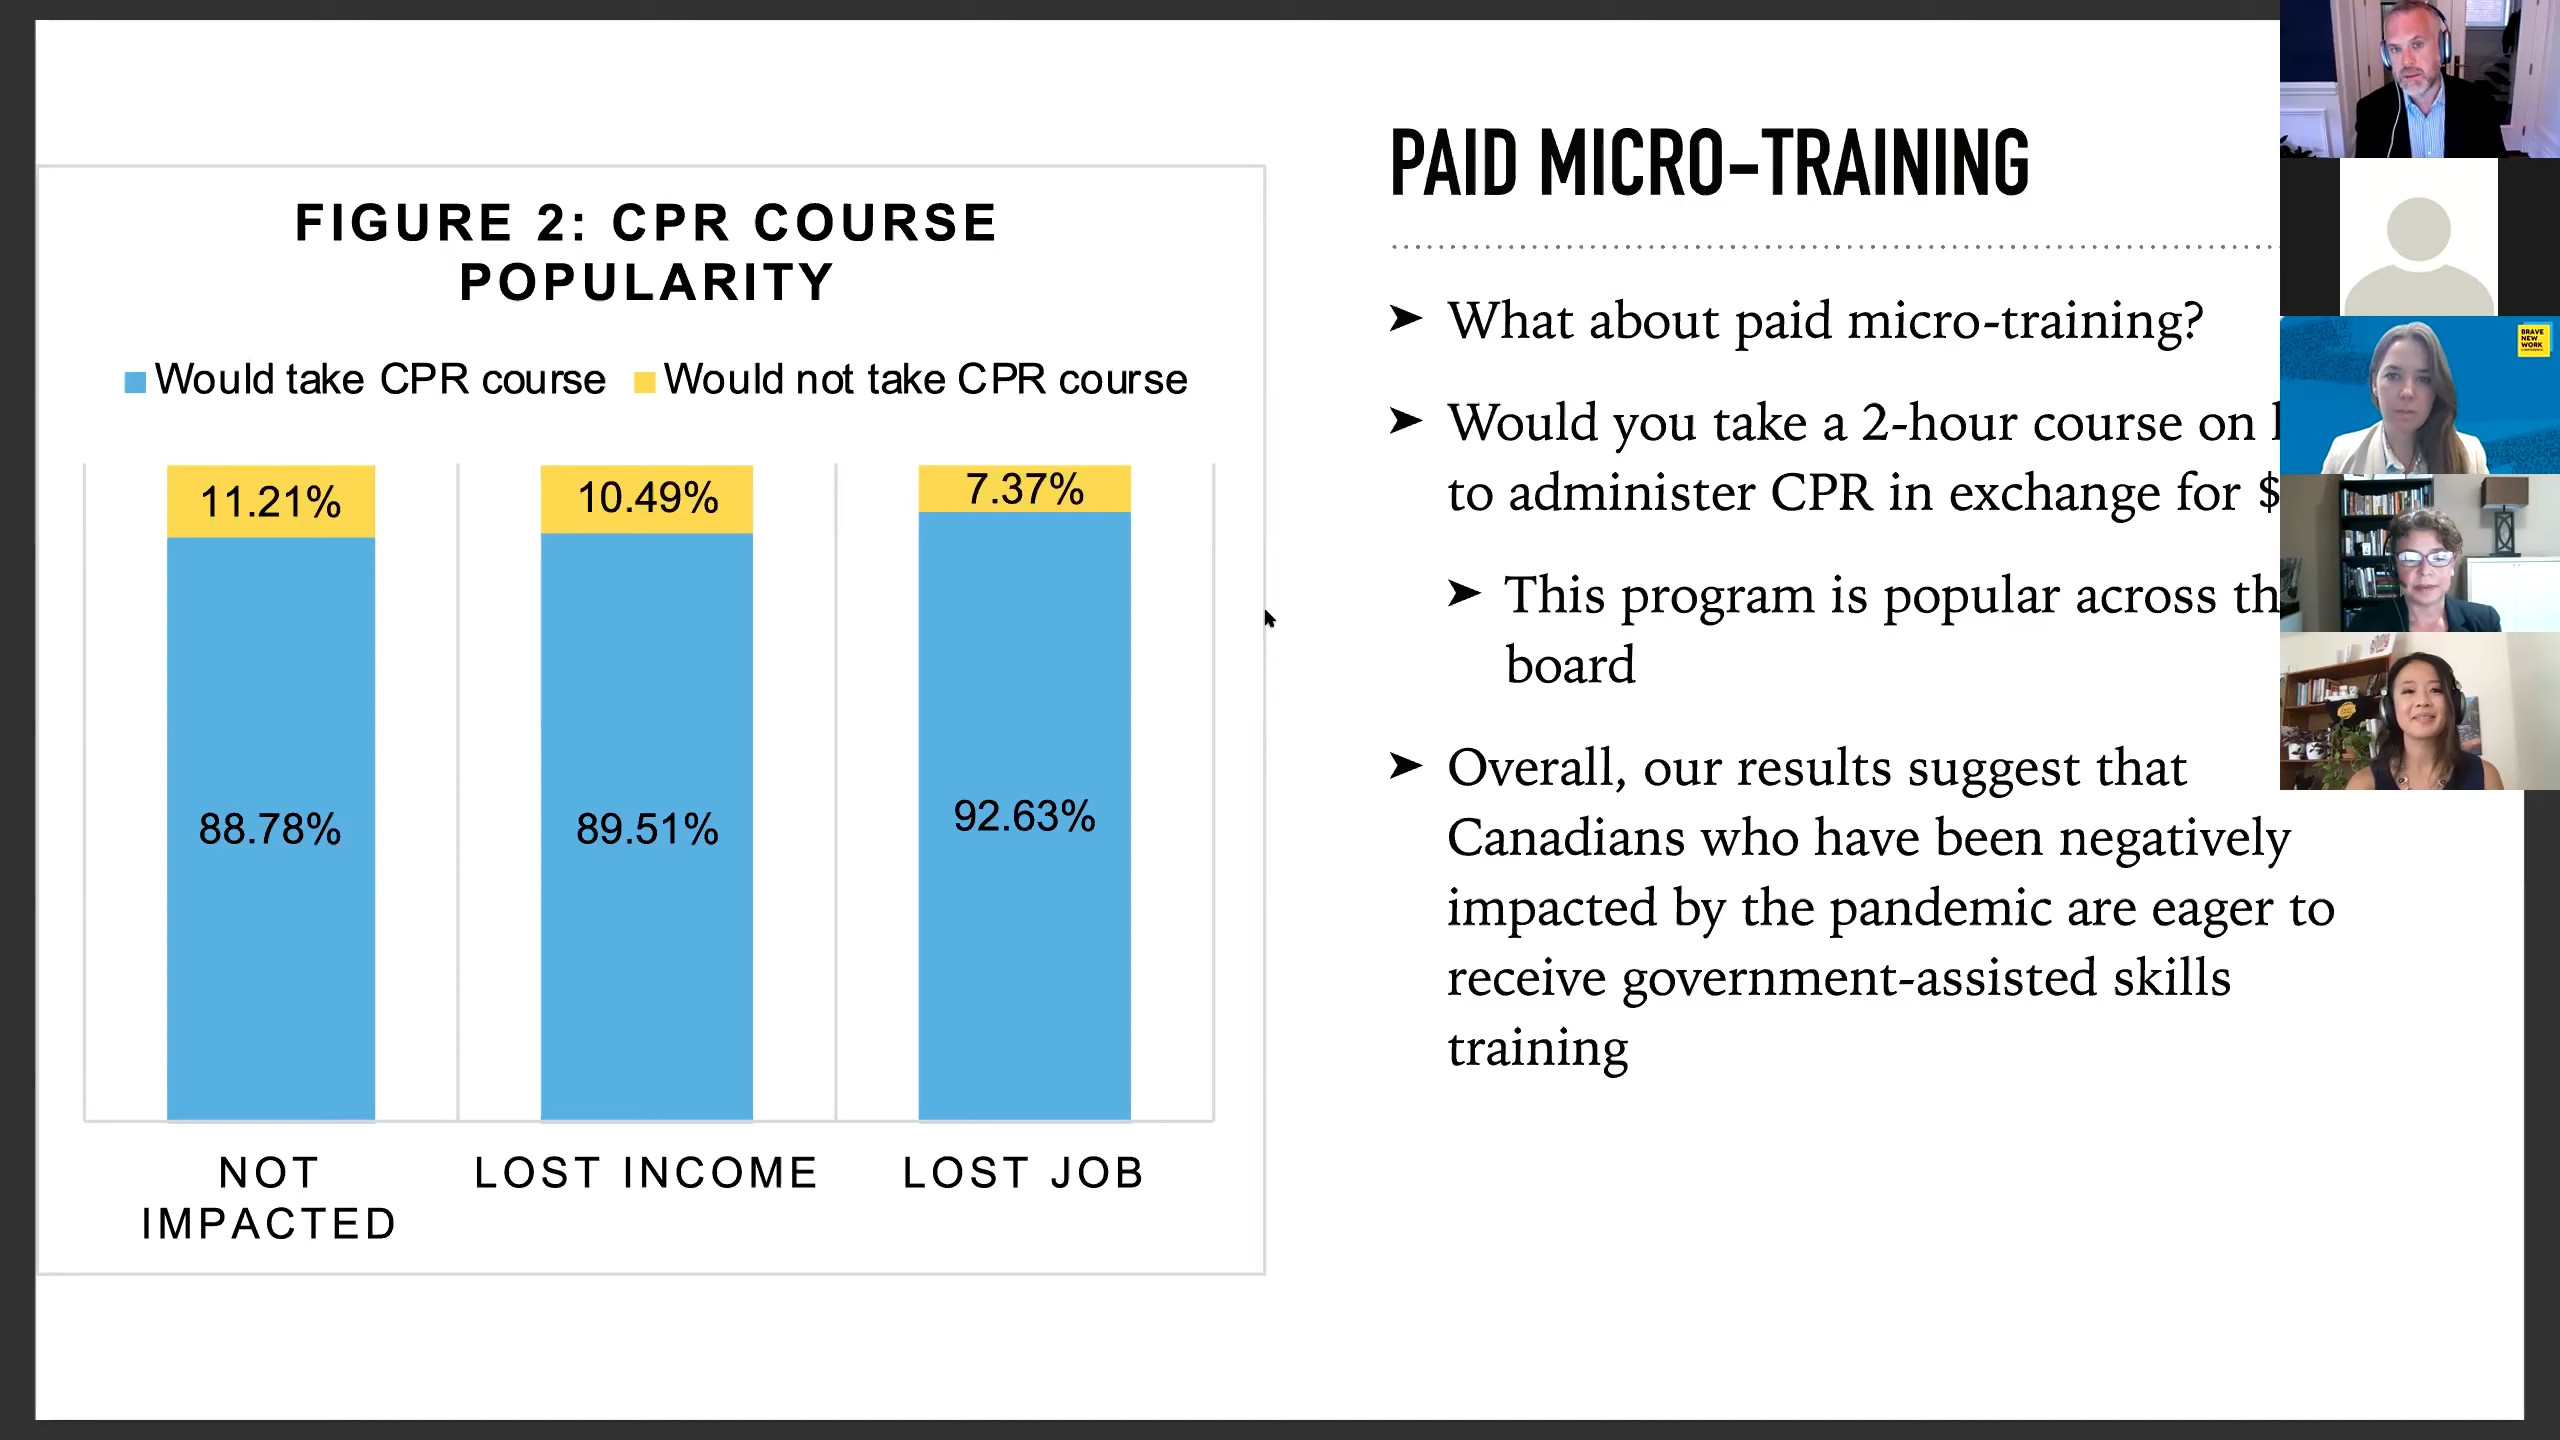 FIGURE 2: CPR COURSE
POPULARITY
Would take CPR course Would not take CPR course
11.21% 10.49% 7.37%
88.78% 89.51% 92.63%
NOT IMPACTED LOST INCOME LOST JOB
PAID MICRO-TRAINING
➤ What about paid micro-training?
➤ Would you take a 2-hour course on
to administer CPR in exchange for $
➤ This program is popular across
board
➤ Overall, our results suggest that
Canadians who have been negatively
impacted by the pandemic are eager to
receive government-assisted skills
training
BRAVE
NEW
WORK